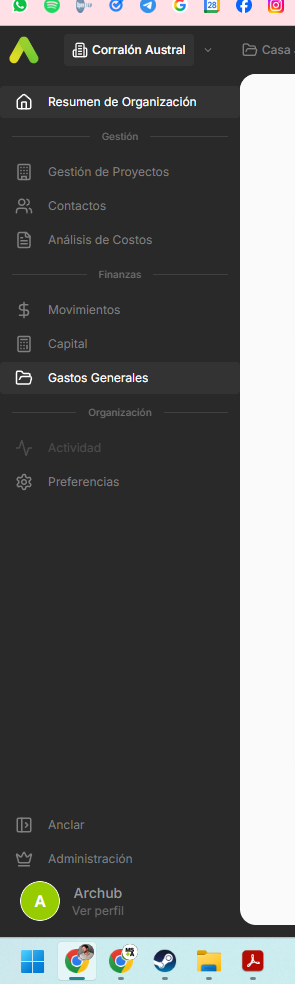 28
Corralón Austral
Casa
Resumen de Organización
Gestión
Gestión de Proyectos
Contactos
Análisis de Costos
Finanzas
Movimientos
Capital
Gastos Generales
Organización
Actividad
Preferencias
Anclar
Administración
A
Archub
Ver perfil